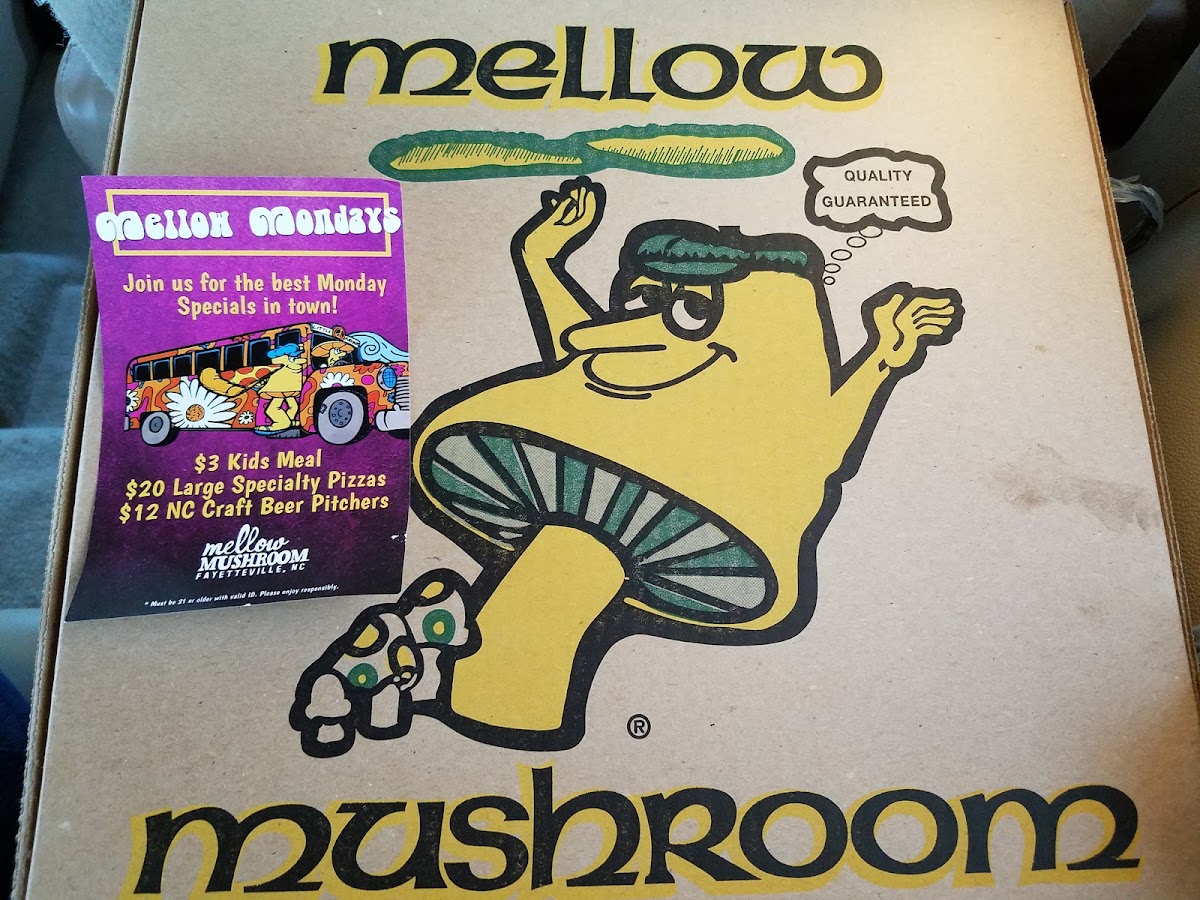 mellow
QUALITY
GUARANTEED
Mellow Mondays
Join us for the best Monday
Specials in town!
$3 Kids Meal
$20 Large Specialty Pizzas
$12 NC Craft Beer Pitchers
mellow
MUSHROOM
FAYETTEVILLE, NC
* Must be 21 or older with valid ID. Please enjoy responsibly.
®
mushroom